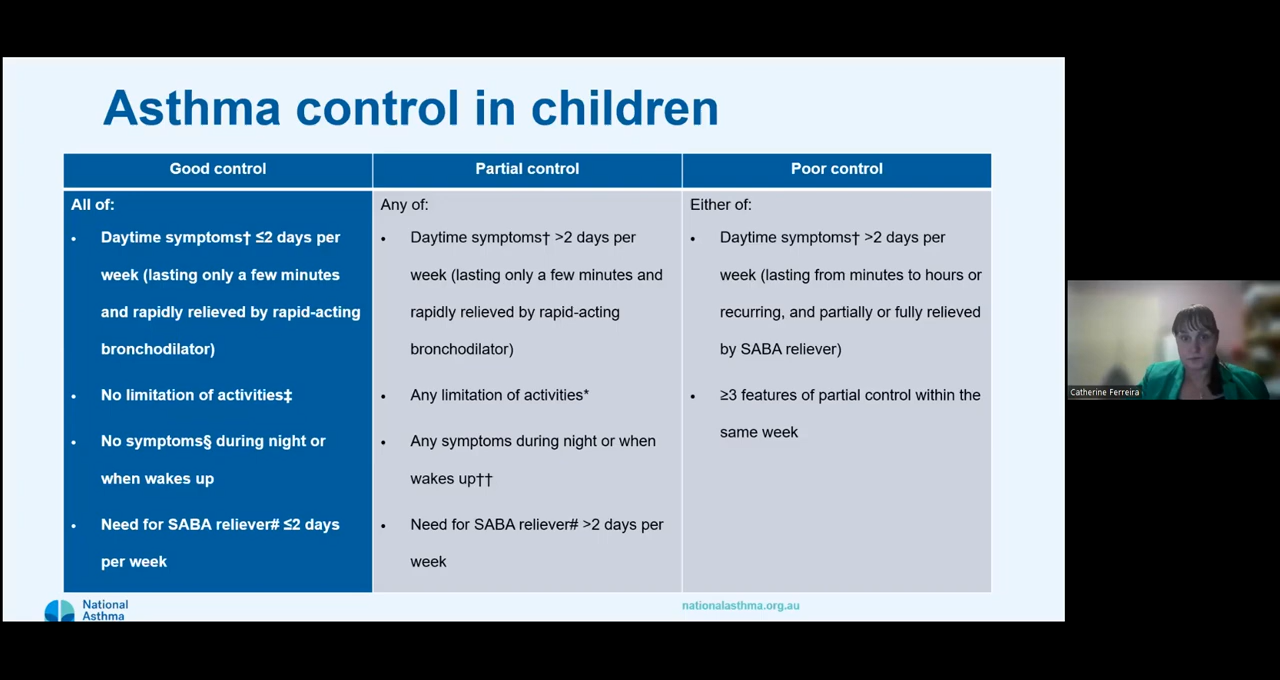 Asthma control in children
Good control
Partial control
Poor control
All of:
• Daytime symptoms† ≤2 days per
week (lasting only a few minutes
and rapidly relieved by rapid-acting
bronchodilator)
• No limitation of activities‡
• No symptoms§ during night or
when wakes up
• Need for SABA reliever# ≤2 days
per week
Any of:
• Daytime symptoms† >2 days per
week (lasting only a few minutes and
rapidly relieved by rapid-acting
bronchodilator)
• Any limitation of activities*
• Any symptoms during night or when
wakes up††
• Need for SABA reliever# >2 days per
week
Either of:
• Daytime symptoms† >2 days per
week (lasting from minutes to hours or
recurring, and partially or fully relieved
by SABA reliever)
• ≥3 features of partial control within the
same week
National
Asthma
nationalasthma.org.au
Catherine Ferreira